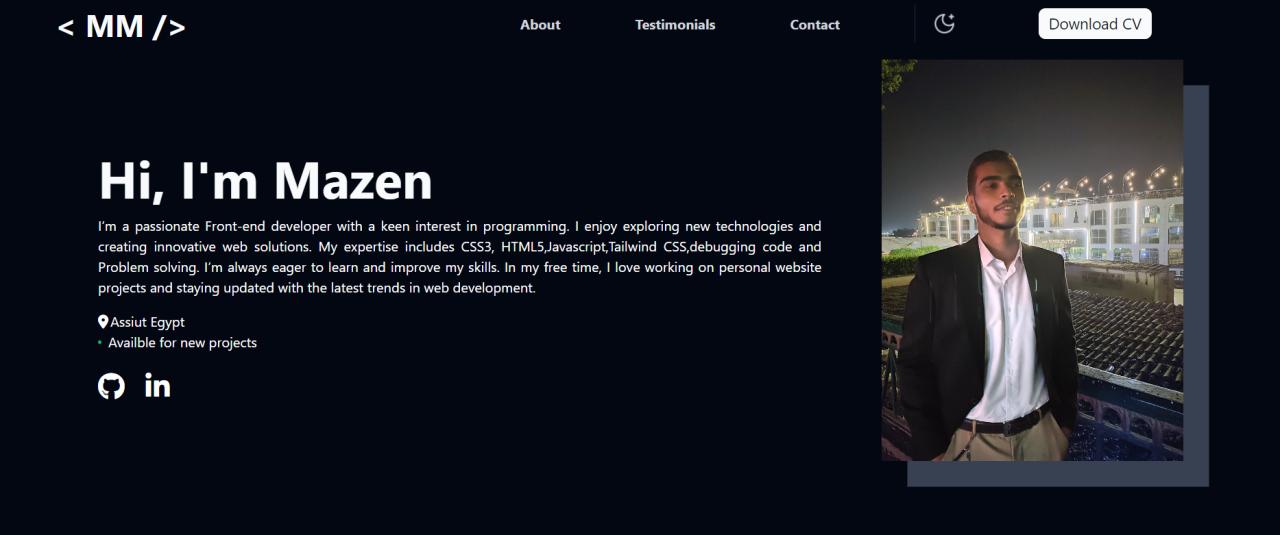 < MM />
About
Testimonials
Contact
Download CV
Hi, I'm Mazen
I'm a passionate Front-end developer with a keen interest in programming. I enjoy exploring new technologies and
creating innovative web solutions. My expertise includes CSS3, HTML5,Javascript,Tailwind CSS,debugging code and
Problem solving. I'm always eager to learn and improve my skills. In my free time, I love working on personal website
projects and staying updated with the latest trends in web development.
Assiut Egypt
• Availble for new projects
in